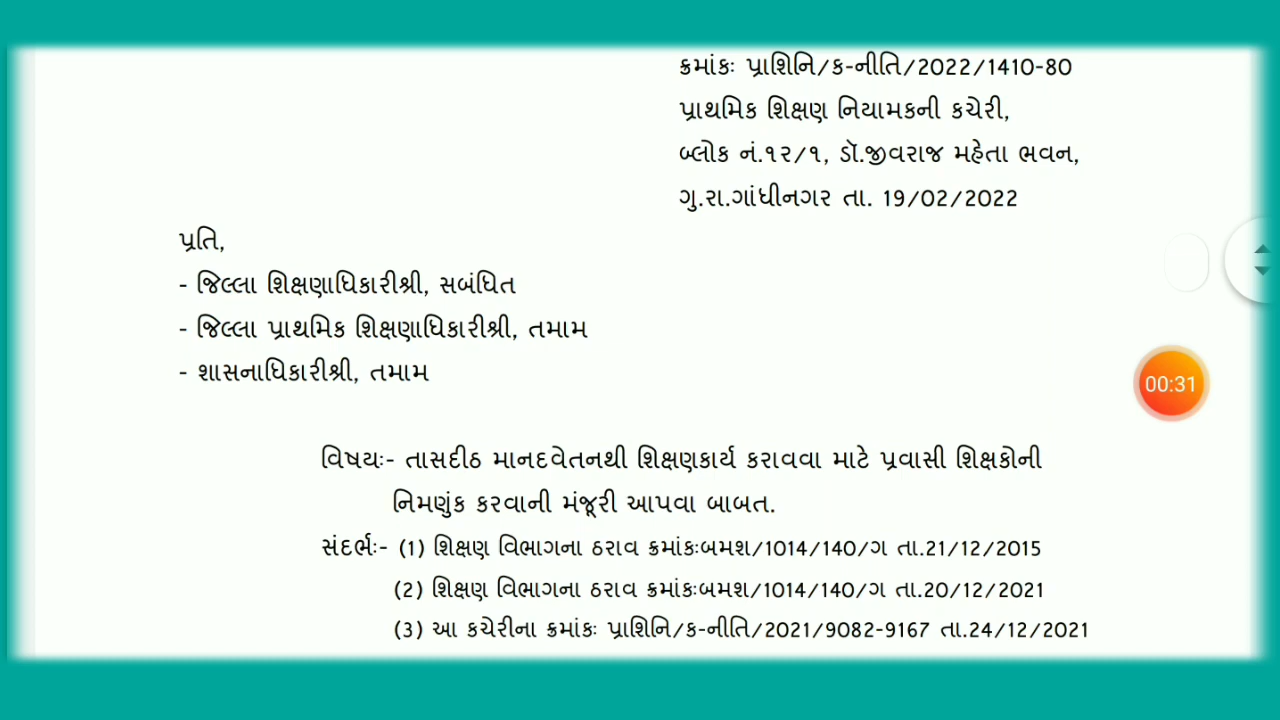 ક્રમાંકઃ પ્રાશિનિ/ક-નીતિ/2022/1410-80
પ્રાથમિક શિક્ષણ નિયામકની કચેરી,
બ્લોક નં.૧૨/૧, ડૉ.જીવરાજ મહેતા ભવન,
ગુ.રા.ગાંધીનગર તા. 19/02/2022
પ્રતિ,
- જિલ્લા શિક્ષણાધિકારીશ્રી, સબંધિત
- જિલ્લા પ્રાથમિક શિક્ષણાધિકારીશ્રી, તમામ
- શાસનાધિકારીશ્રી, તમામ
00:31
વિષયઃ- તાસદીઠ માનદવેતનથી શિક્ષણકાર્ય કરાવવા માટે પ્રવાસી શિક્ષકોની
નિમણુંક કરવાની મંજૂરી આપવા બાબત.
સંદર્ભઃ- (1) શિક્ષણ વિભાગના ઠરાવ ક્રમાંકઃબમશ/1014/140/ગ તા.21/12/2015
(2) શિક્ષણ વિભાગના ઠરાવ ક્રમાંકઃબમશ/1014/140/ગ તા.20/12/2021
(3) આ કચેરીના ક્રમાંકઃ પ્રાશિનિ/ક-નીતિ/2021/9082-9167 તા.24/12/2021